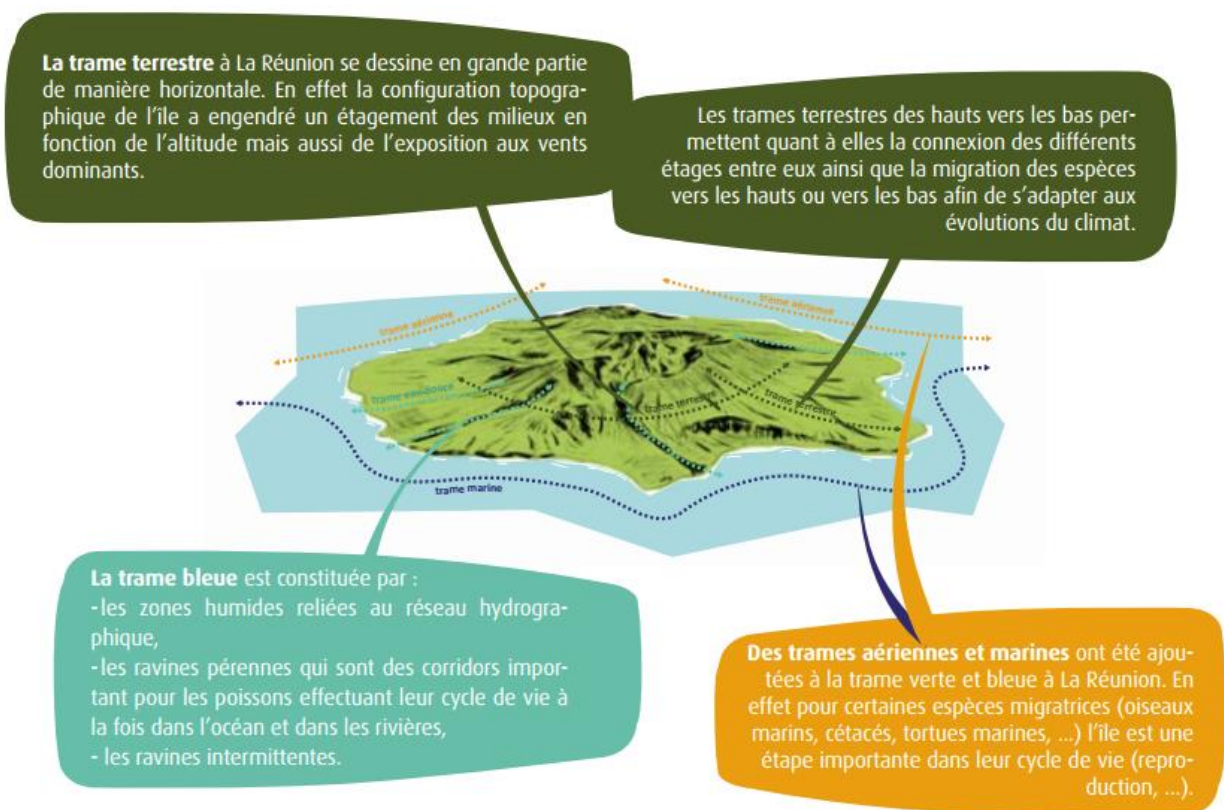 La trame terrestre à La Réunion se dessine en grande partie
de manière horizontale. En effet la configuration topogra-
phique de l'île a engendré un étagement des milieux en
fonction de l'altitude mais aussi de l'exposition aux vents
dominants.
Les trames terrestres des hauts vers les bas per-
mettent quant à elles la connexion des différents
étages entre eux ainsi que la migration des espèces
vers les hauts ou vers les bas afin de s'adapter aux
évolutions du climat.
trame aérienne
trame aérienne
trame eau douce
trame terrestre
trame terrestre
trame marine
La trame bleue est constituée par :
-les zones humides reliées au réseau hydrogra-
phique,
-les ravines pérennes qui sont des corridors impor-
tant pour les poissons effectuant leur cycle de vie à
la fois dans l'océan et dans les rivières,
- les ravines intermittentes.
Des trames aériennes et marines ont été ajou-
tées à la trame verte et bleue à La Réunion. En
effet pour certaines espèces migratrices (oiseaux
marins, cétacés, tortues marines, ...) l'île est une
étape importante dans leur cycle de vie (repro-
duction, ...).